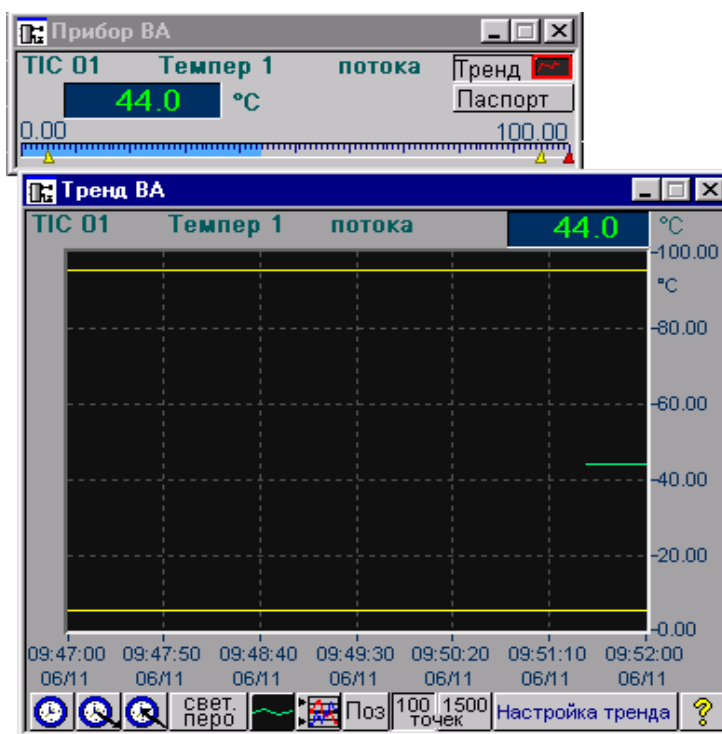 Прибор ВА
TIC 01 Темпер 1 потока Тренд
44.0 °C Паспорт
0.00 100.00
Тренд ВА
TIC 01 Темпер 1 потока 44.0 °C
100.00
°C
80.00
60.00
40.00
20.00
0.00
09:47:00 09:47:50 09:48:40 09:49:30 09:50:20 09:51:10 09:52:00
06/11 06/11 06/11 06/11 06/11 06/11 06/11
свет. перо Поз 100 1500 точек Настройка тренда ?